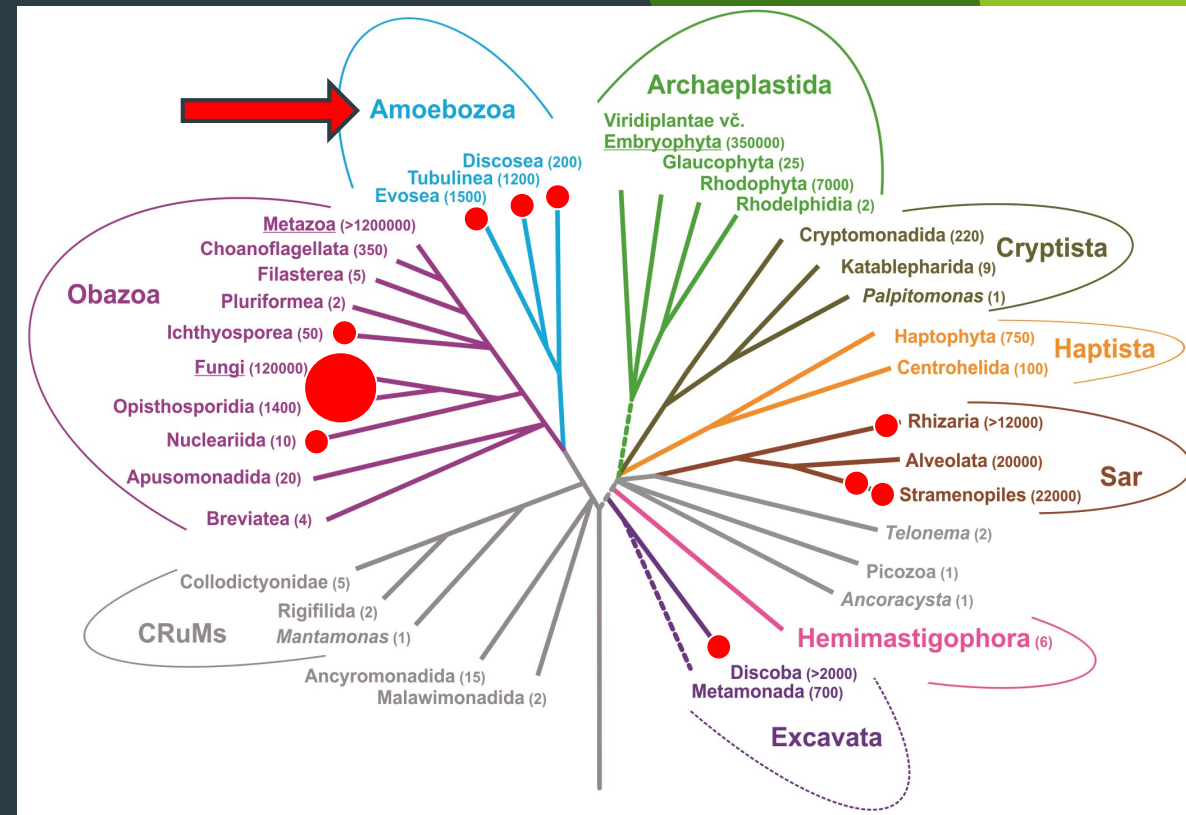 Amoebozoa
Discosea (200)
Tubulinea (1200)
Evosea (1500)
Archaeplastida
Viridiplantae vč.
Embryophyta (350000)
Glaucophyta (25)
Rhodophyta (7000)
Rhodelphidia (2)
Obazoa
Metazoa (>1200000)
Choanoflagellata (350)
Filasterea (5)
Pluriformea (2)
Ichthyosporea (50)
Fungi (120000)
Opisthosporidia (1400)
Nucleariida (10)
Apusomonadida (20)
Breviatea (4)
Cryptomonadida (220)
Cryptista
Katablepharida (9)
Palpitomonas (1)
Haptophyta (750)
Haptista
Centrohelida (100)
Rhizaria (>12000)
Alveolata (20000)
Sar
Stramenopiles (22000)
Telonema (2)
Picozoa (1)
Ancoracysta (1)
Collodictyonidae (5)
Rigifilida (2)
CRuMs
Mantamonas (1)
Ancyromonadida (15)
Malawimonadida (2)
Hemimastigophora (6)
Discoba (>2000)
Metamonada (700)
Excavata